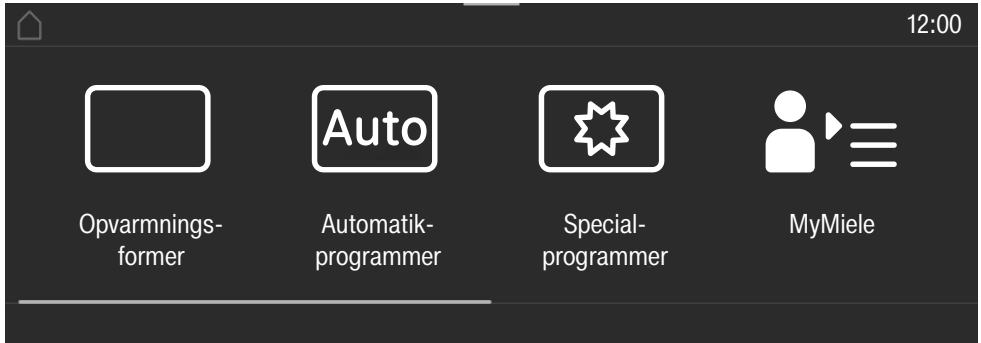 12:00
Auto
Opvarmnings-
former
Automatik-
programmer
Special-
programmer
MyMiele